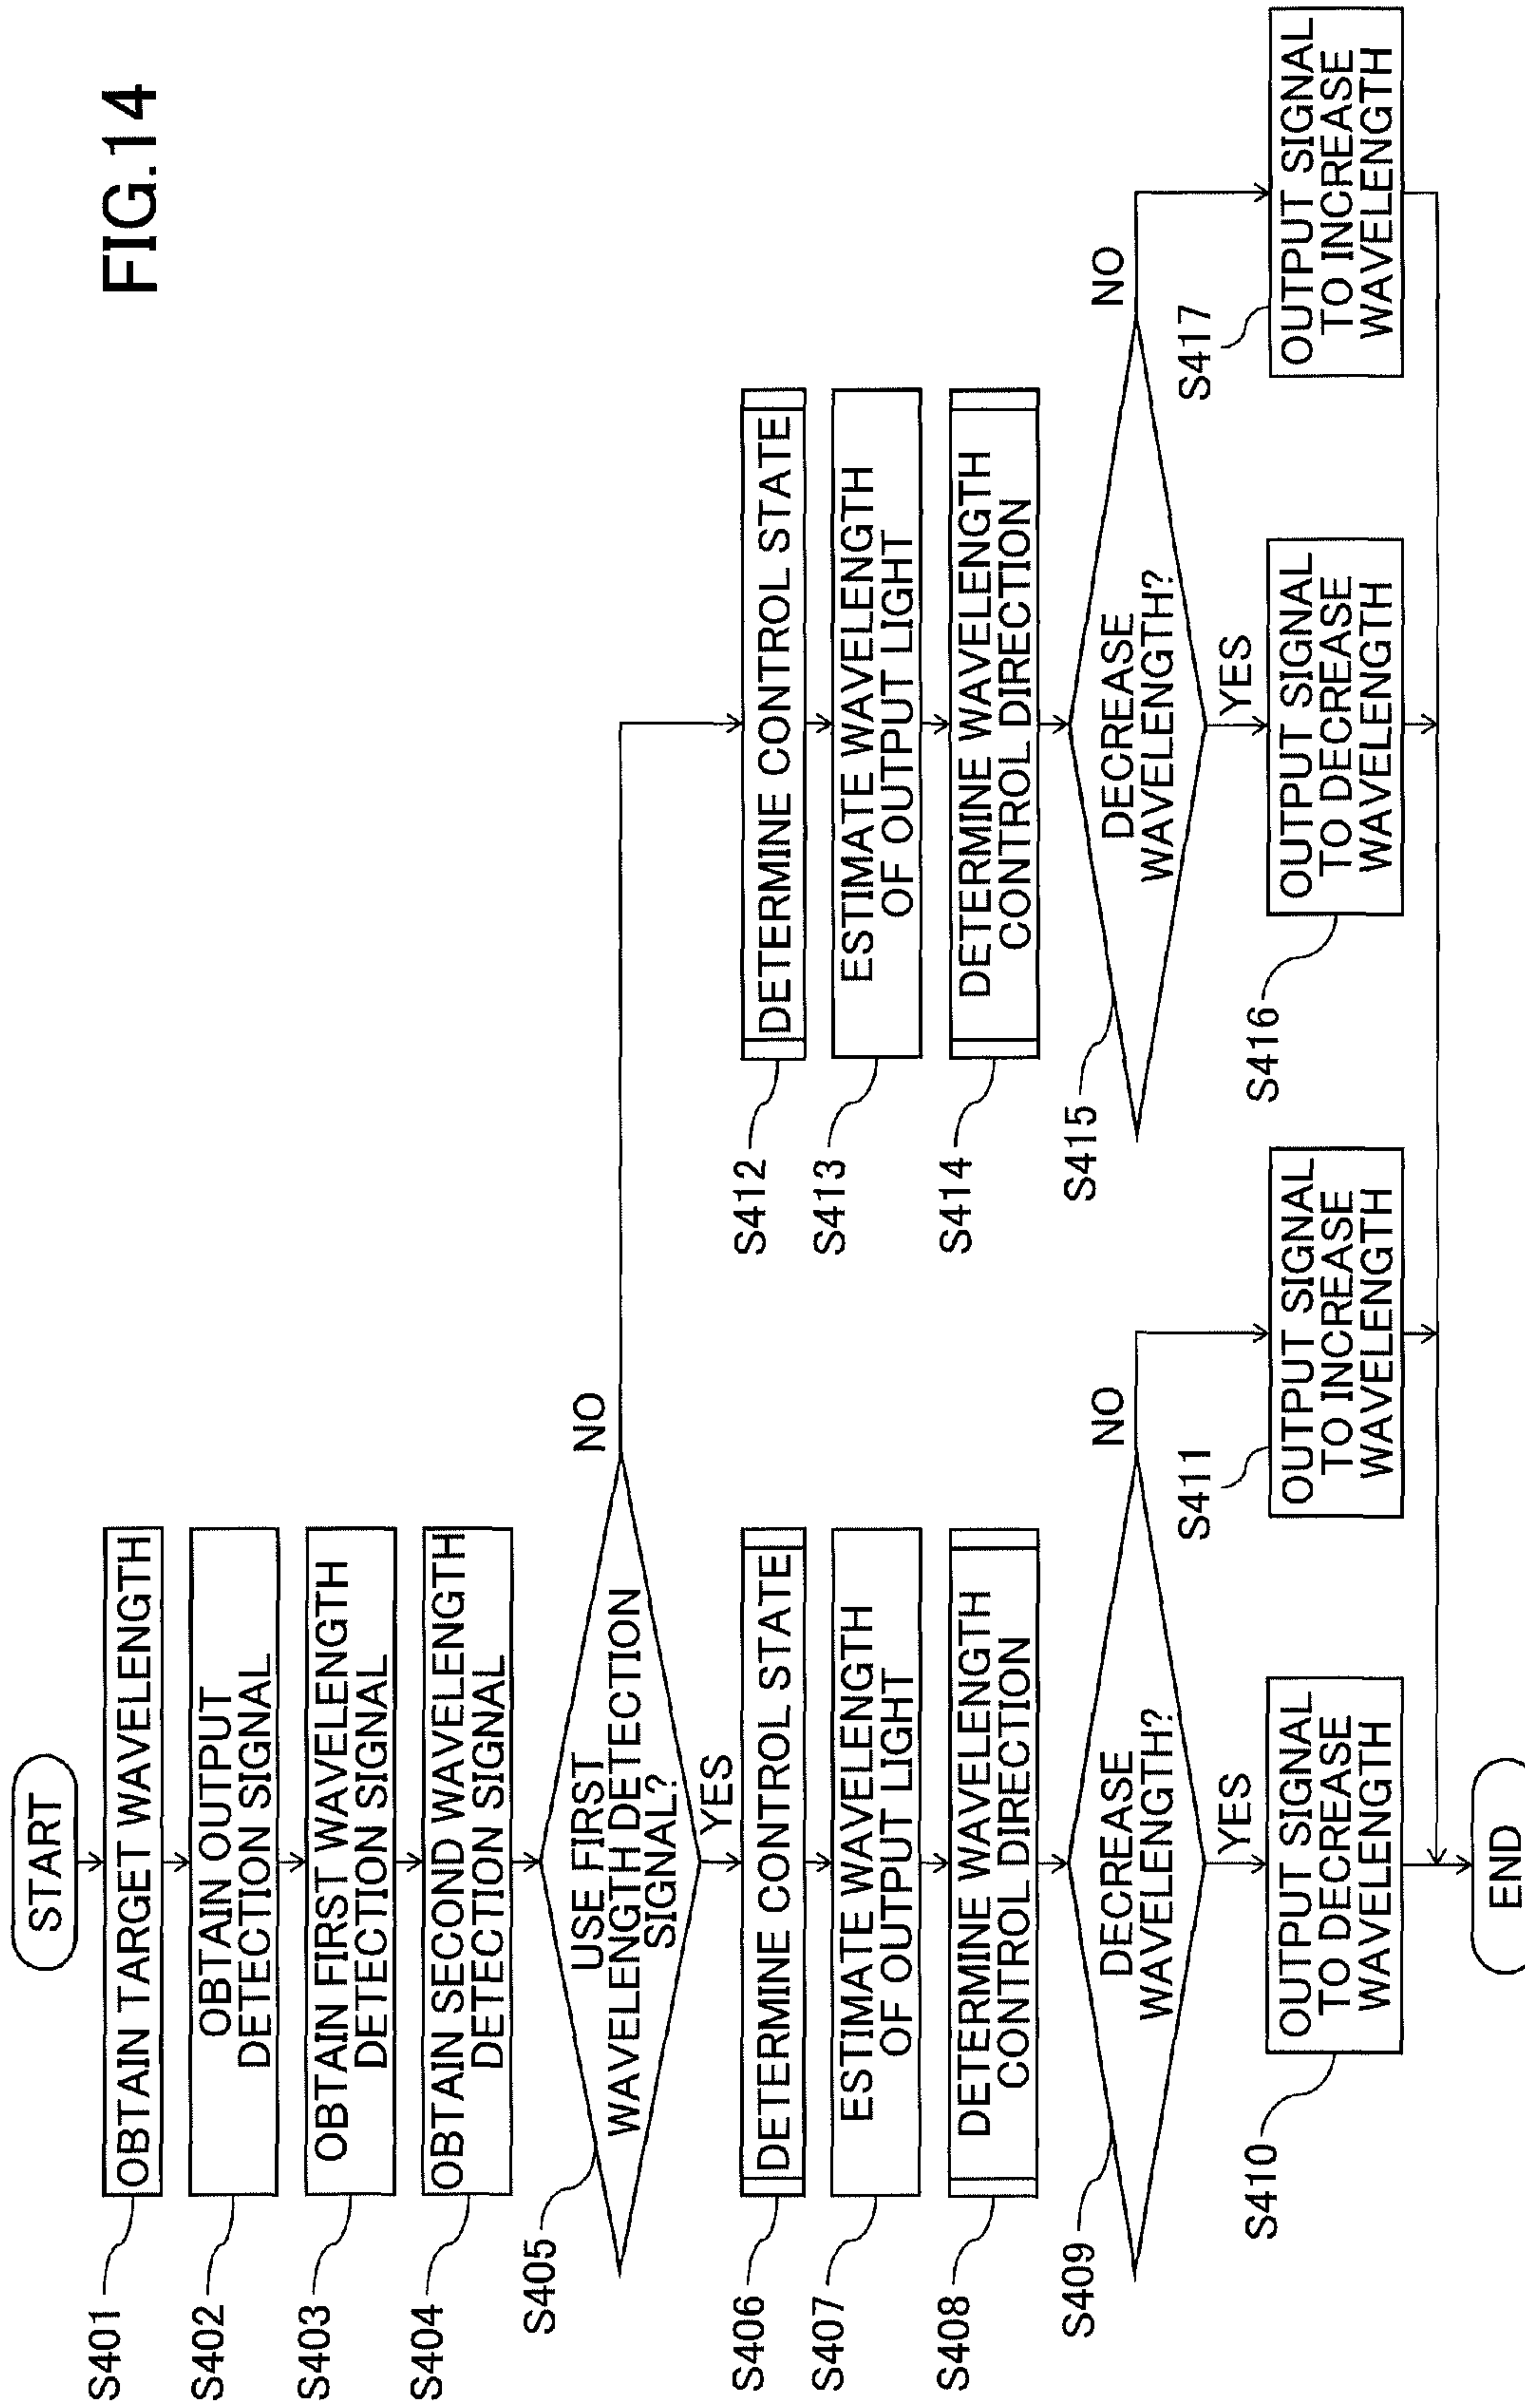 FIG.14
START
S401
OBTAIN TARGET WAVELENGTH
S402
OBTAIN OUTPUT
DETECTION SIGNAL
S403
OBTAIN FIRST WAVELENGTH
DETECTION SIGNAL
S404
OBTAIN SECOND WAVELENGTH
DETECTION SIGNAL
S405
USE FIRST
WAVELENGTH DETECTION
SIGNAL?
NO
YES
S406
DETERMINE CONTROL STATE
S407
ESTIMATE WAVELENGTH
OF OUTPUT LIGHT
S408
DETERMINE WAVELENGTH
CONTROL DIRECTION
S409
DECREASE
WAVELENGTH?
NO
YES
S410
OUTPUT SIGNAL
TO DECREASE
WAVELENGTH
S411
OUTPUT SIGNAL
TO INCREASE
WAVELENGTH
S412
DETERMINE CONTROL STATE
S413
ESTIMATE WAVELENGTH
OF OUTPUT LIGHT
S414
DETERMINE WAVELENGTH
CONTROL DIRECTION
S415
DECREASE
WAVELENGTH?
NO
YES
S416
OUTPUT SIGNAL
TO DECREASE
WAVELENGTH
S417
OUTPUT SIGNAL
TO INCREASE
WAVELENGTH
END